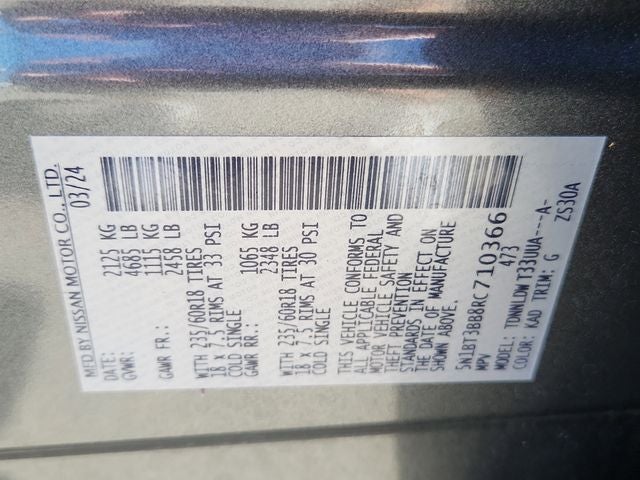 MFD BY NISSAN MOTOR CO., LTD.
DATE: 03/24
GVWR: 2125 KG
4685 LB
GAWR FR.: 1115 KG
2458 LB
235/60R18 TIRES
18 x 7.5 RIMS AT 33 PSI
COLD SINGLE
GAWR RR.: 1065 KG
2348 LB
235/60R18 TIRES
18 x 7.5 RIMS AT 30 PSI
COLD SINGLE
THIS VEHICLE CONFORMS TO
ALL APPLICABLE FEDERAL
MOTOR VEHICLE SAFETY AND
THEFT PREVENTION
STANDARDS IN EFFECT ON
THE DATE OF MANUFACTURE
SHOWN ABOVE.
5N1BT3BB8RC710366
MPV 473
MODEL: TDNNLDW T33UUA---A-
COLOR: KAD TRIM: G ZS30A